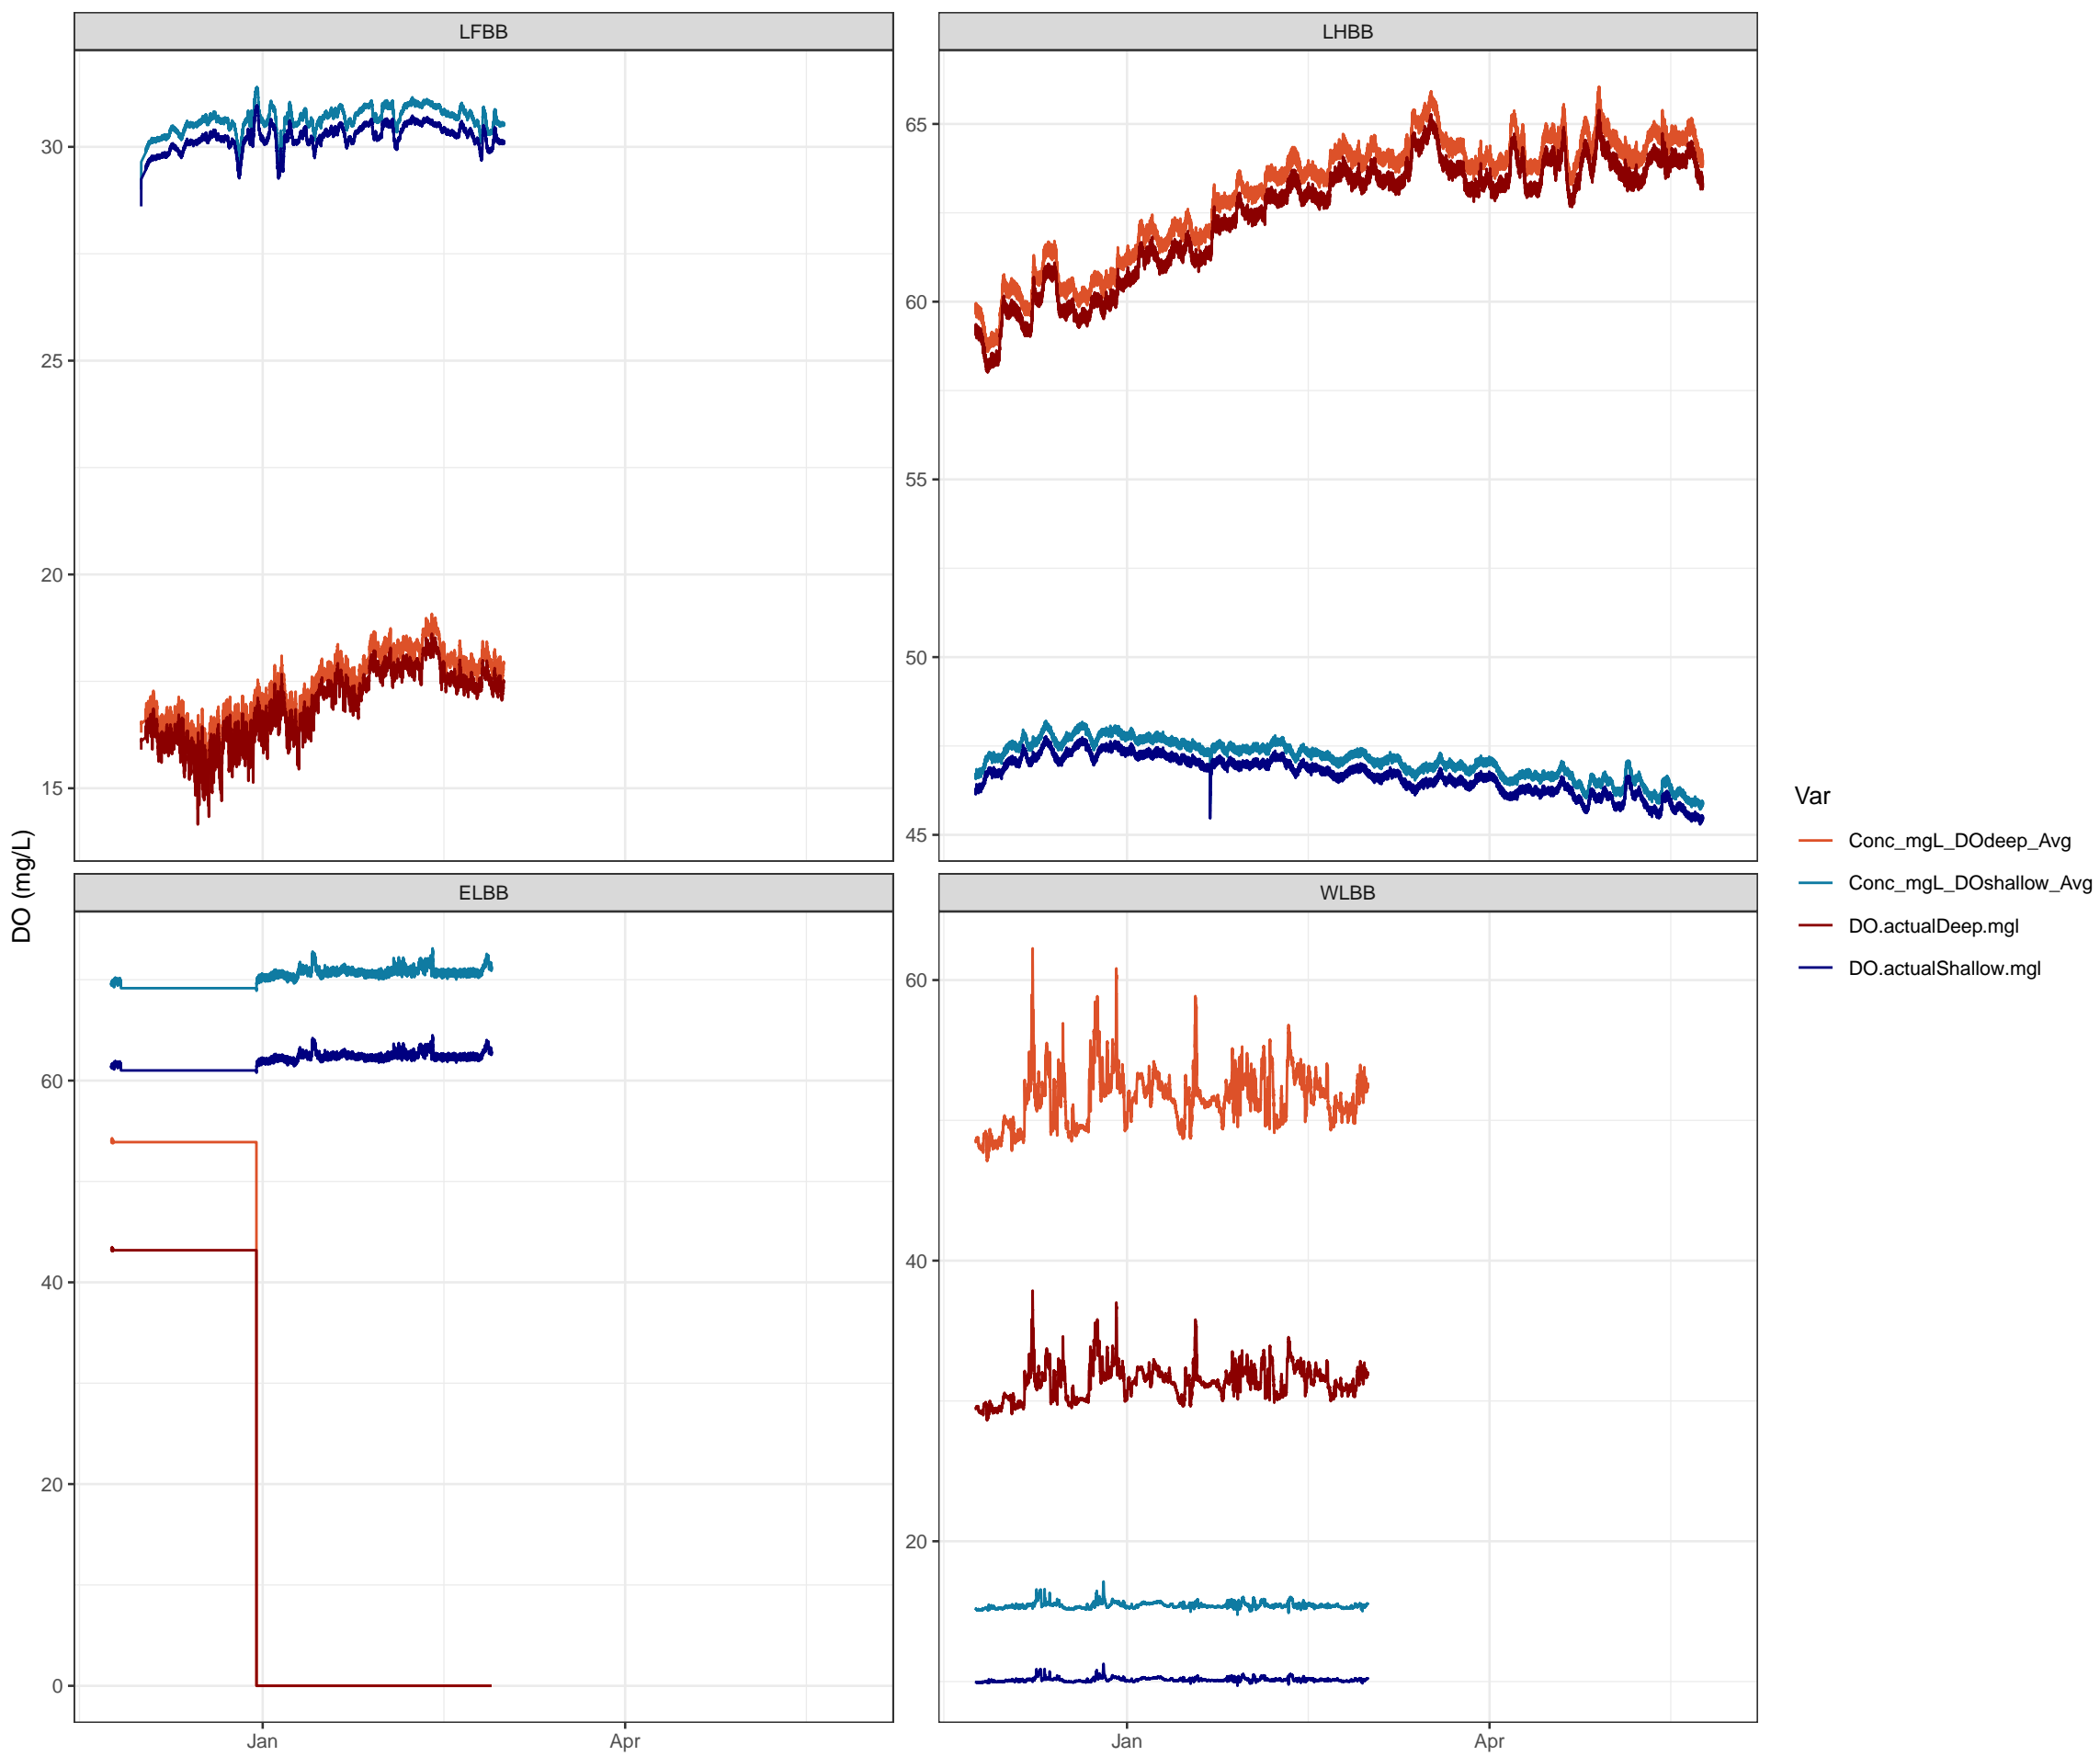 LFBB
LHBB
30
25
20
15
65
60
55
50
45
ELBB
WLBB
60
40
20
0
60
40
20
Jan
Apr
Jan
Apr
DO (mg/L)
Var
Conc_mgL_DOdeep_Avg
Conc_mgL_DOshallow_Avg
DO.actualDeep.mgl
DO.actualShallow.mgl